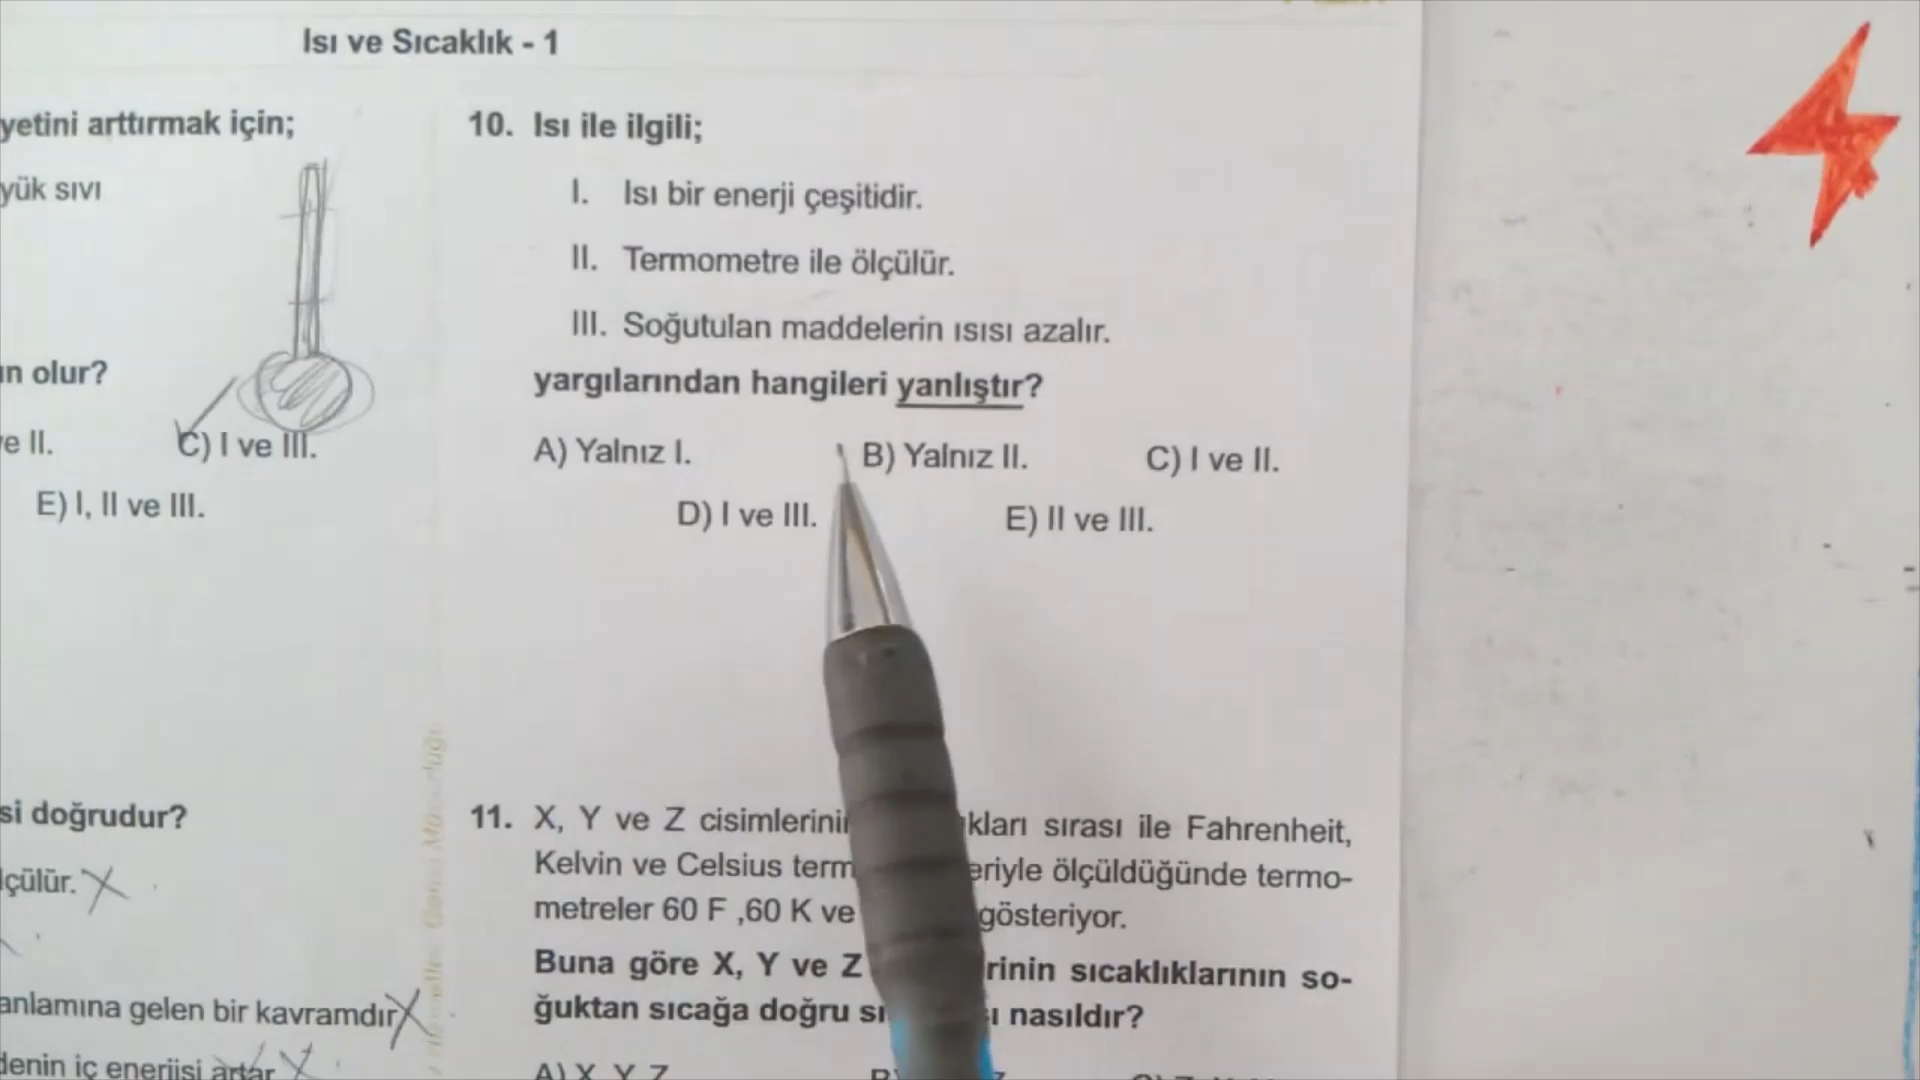 Isı ve Sıcaklık - 1
yetini arttırmak için;
yük sıvı
olur?
C) I ve III.
E) I, II ve III.
si doğrudur?
anlamına gelen bir kavramdır
iç enerjisi artar
10. Isı ile ilgili;
I. Isı bir enerji çeşitidir.
II. Termometre ile ölçülür.
III. Soğutulan maddelerin ısısı azalır.
yargılarından hangileri yanlıştır?
A) Yalnız I. B) Yalnız II. C) I ve II.
D) I ve III. E) II ve III.
11. X, Y ve Z kları sırası ile Fahrenheit,
Kelvin ve Celsius term eriyle ölçüldüğünde termo-
metreler 60 F ,60 K ve gösteriyor.
Buna göre X, Y ve Z rinin sıcaklıklarının so-
ğuktan sıcağa doğru nasıldır?
A) X, Y, Z